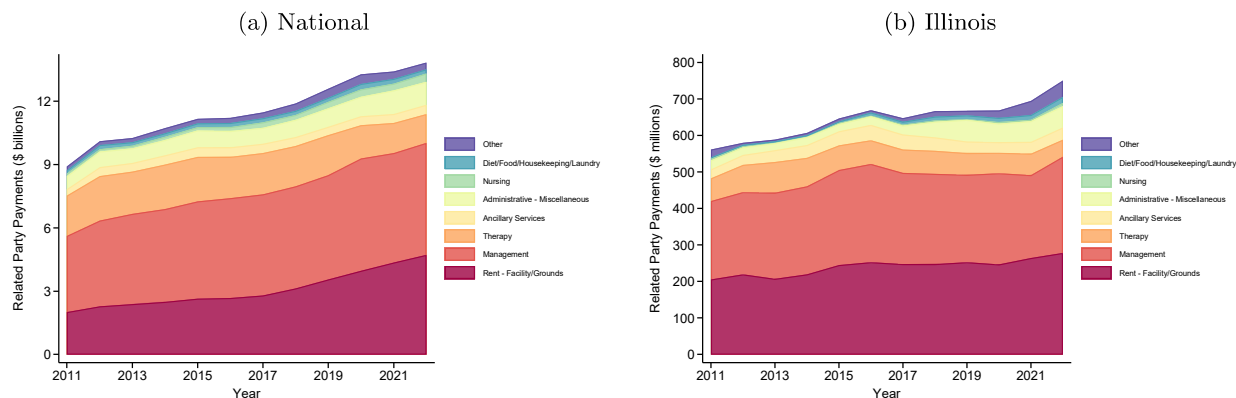 (a) National
Related Party Payments ($ billions)
12
9
6
3
0
2011 2013 2015 2017 2019 2021
Year
Other
Diet/Food/Housekeeping/Laundry
Nursing
Administrative - Miscellaneous
Ancillary Services
Therapy
Management
Rent - Facility/Grounds
(b) Illinois
Related Party Payments ($ millions)
800
700
600
500
400
300
200
100
0
2011 2013 2015 2017 2019 2021
Year
Other
Diet/Food/Housekeeping/Laundry
Nursing
Administrative - Miscellaneous
Ancillary Services
Therapy
Management
Rent - Facility/Grounds